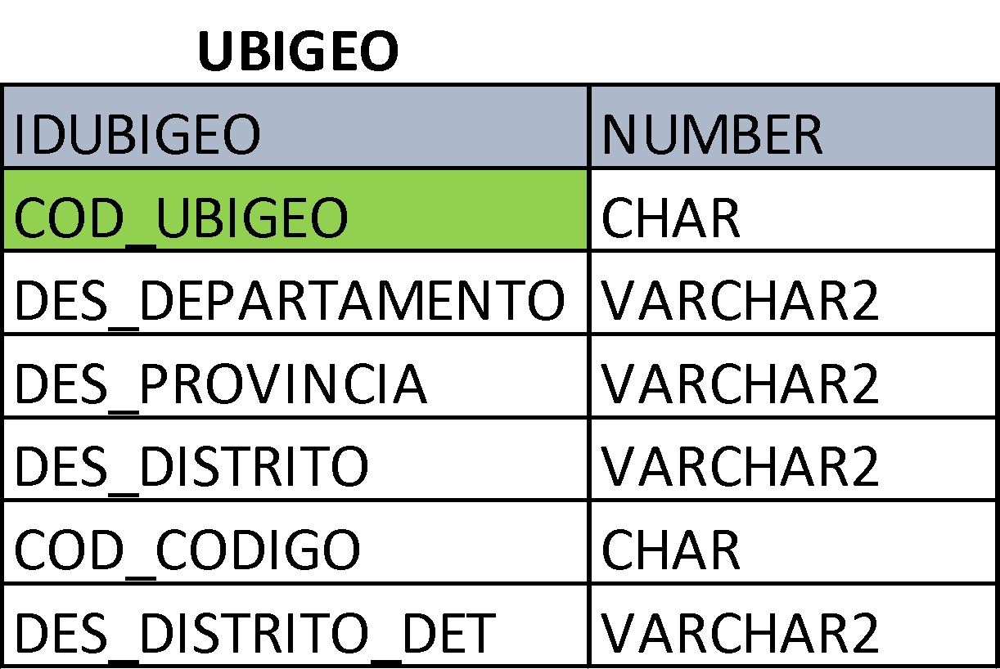 UBIGEO
IDUBIGEO NUMBER
COD_UBIGEO CHAR
DES_DEPARTAMENTO VARCHAR2
DES_PROVINCIA VARCHAR2
DES_DISTRITO VARCHAR2
COD_CODIGO CHAR
DES_DISTRITO_DET VARCHAR2